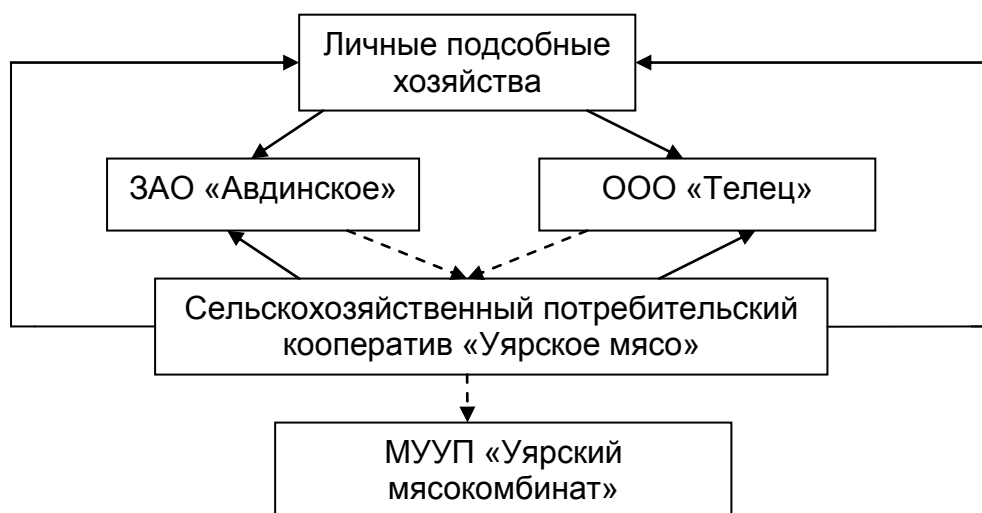 Личные подсобные
хозяйства
ЗАО «Авдинское»
ООО «Телец»
Сельскохозяйственный потребительский
кооператив «Уярское мясо»
МУУП «Уярский
мясокомбинат»